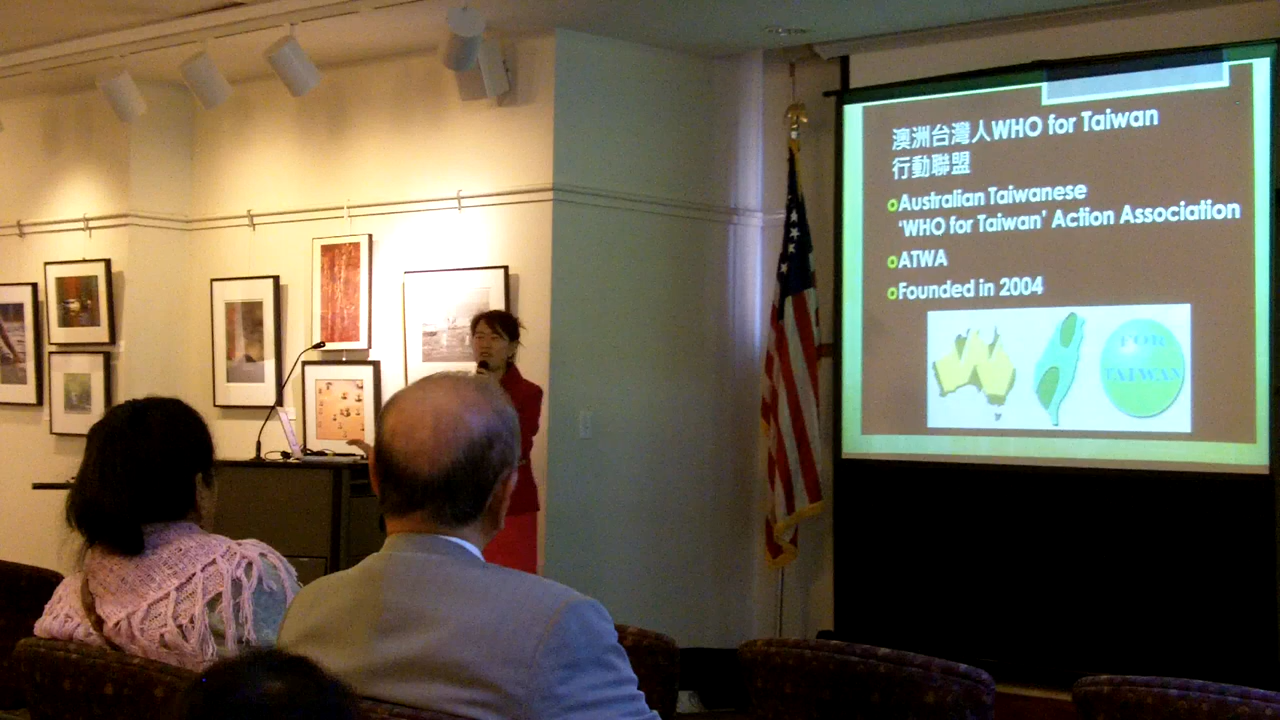 澳洲台灣人WHO for Taiwan
行動聯盟
Australian Taiwanese
'WHO for Taiwan' Action Association
ATWA
Founded in 2004
FOR
TAIWAN